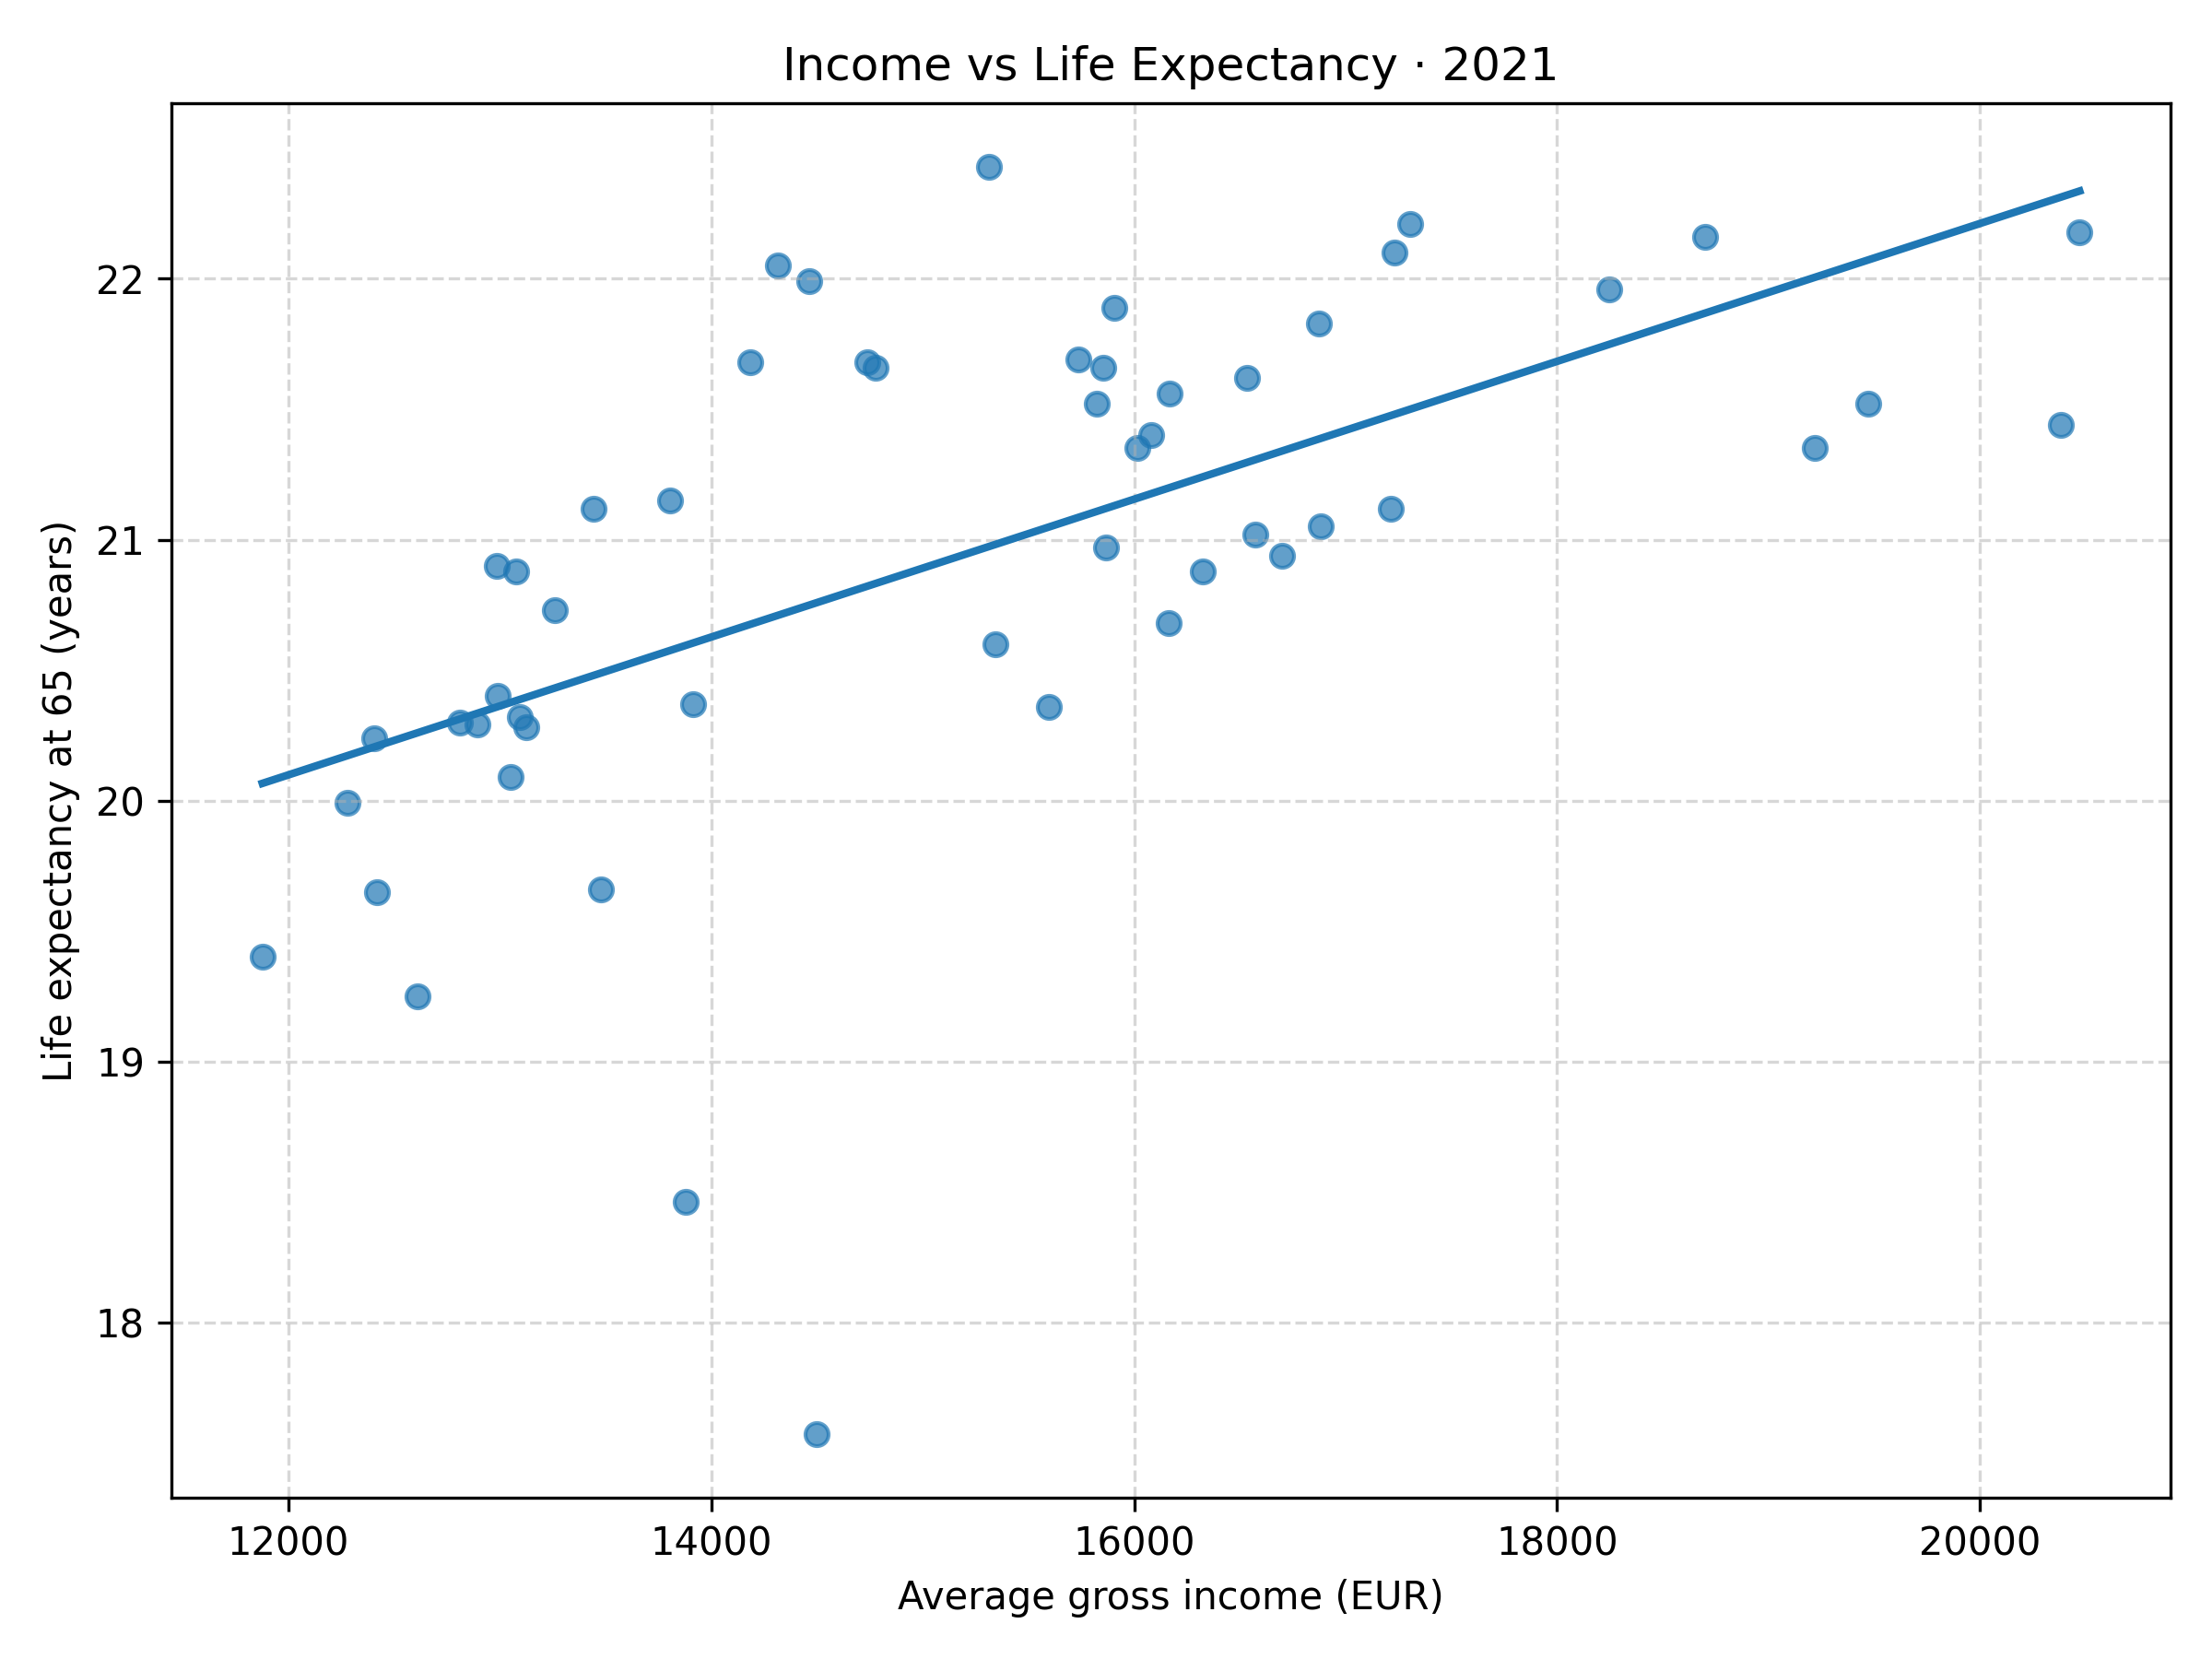 Income vs Life Expectancy · 2021
22
21
20
19
18
Life expectancy at 65 (years)
12000 14000 16000 18000 20000
Average gross income (EUR)